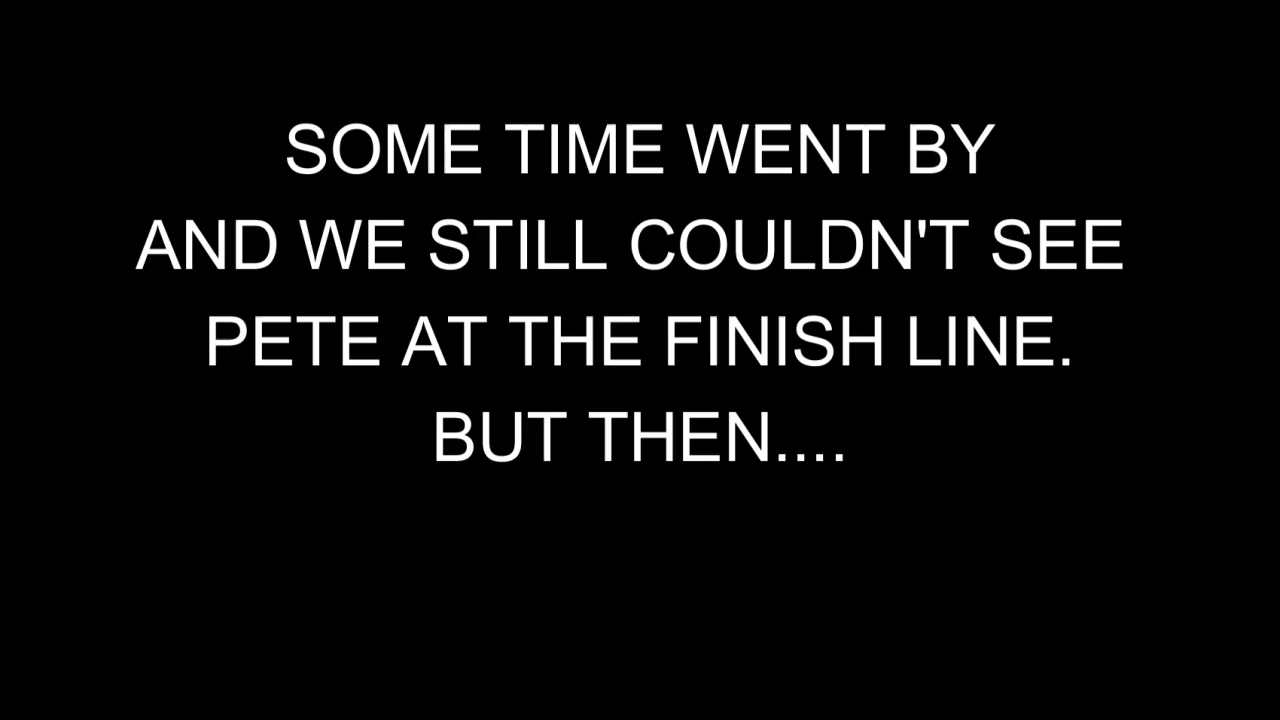 SOME TIME WENT BY
AND WE STILL COULDN'T SEE
PETE AT THE FINISH LINE.
BUT THEN....